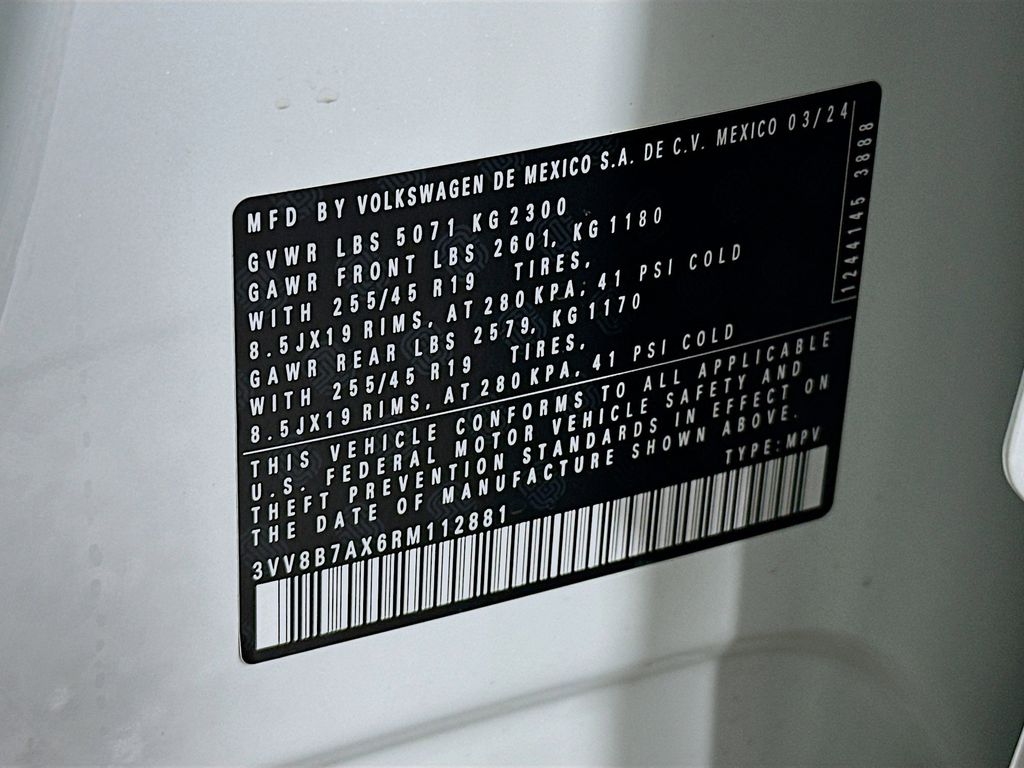 MFD BY VOLKSWAGEN DE MEXICO S.A. DE C.V. MEXICO 03/24
GVWR LBS 5071 KG 2300
GAWR FRONT LBS 2601, KG 1180
WITH 255/45 R19 TIRES,
8.5JX19 RIMS, AT 280 KPA, 41 PSI COLD
GAWR REAR LBS 2579, KG 1170
WITH 255/45 R19 TIRES,
8.5JX19 RIMS, AT 280 KPA, 41 PSI COLD
THIS VEHICLE CONFORMS TO ALL APPLICABLE
U.S. FEDERAL MOTOR VEHICLE SAFETY AND
THEFT PREVENTION STANDARDS IN EFFECT ON
THE DATE OF MANUFACTURE SHOWN ABOVE.
3VV8B7AX6RM112881 TYPE: MPV
1244145 3888